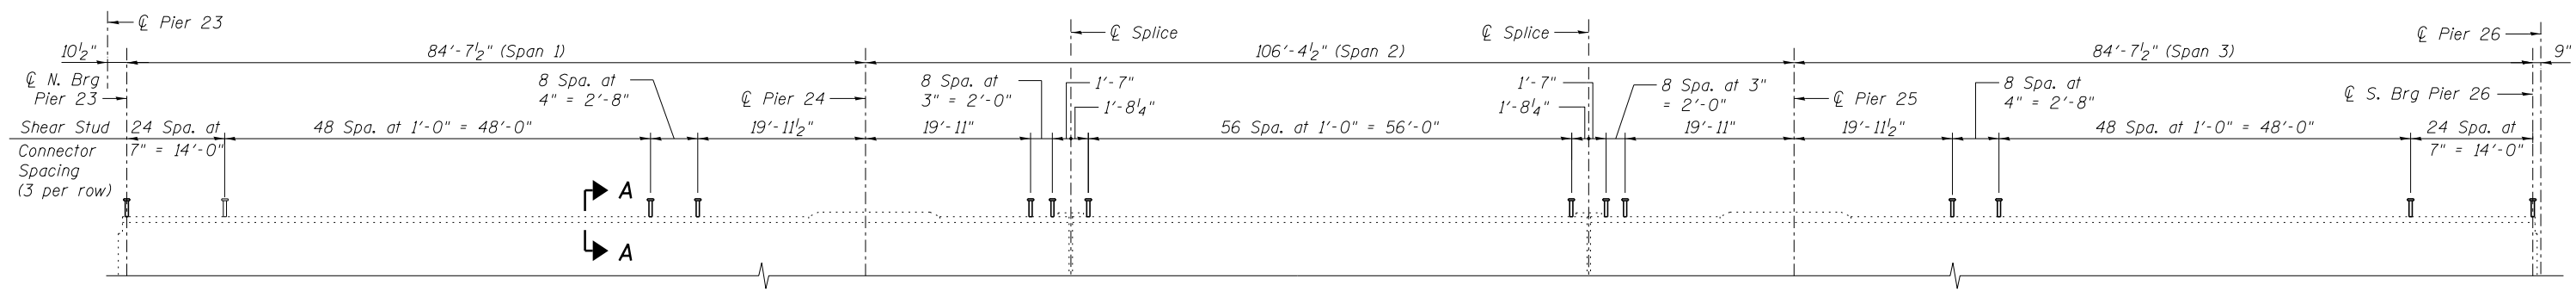 ℄ Pier 23
℄ Splice
℄ Splice
℄ Pier 26
10½"
84'-7½" (Span 1)
106'-4½" (Span 2)
84'-7½" (Span 3)
9"
℄ N. Brg
Pier 23
8 Spa. at
4" = 2'-8"
℄ Pier 24
8 Spa. at
3" = 2'-0"
1'-7"
1'-8¼"
1'-7"
1'-8¼"
8 Spa. at 3"
= 2'-0"
℄ Pier 25
8 Spa. at
4" = 2'-8"
℄ S. Brg Pier 26
Shear Stud
Connector
Spacing
(3 per row)
24 Spa. at
7" = 14'-0"
48 Spa. at 1'-0" = 48'-0"
19'-11½"
19'-11"
56 Spa. at 1'-0" = 56'-0"
19'-11"
19'-11½"
48 Spa. at 1'-0" = 48'-0"
24 Spa. at
7" = 14'-0"
A
A